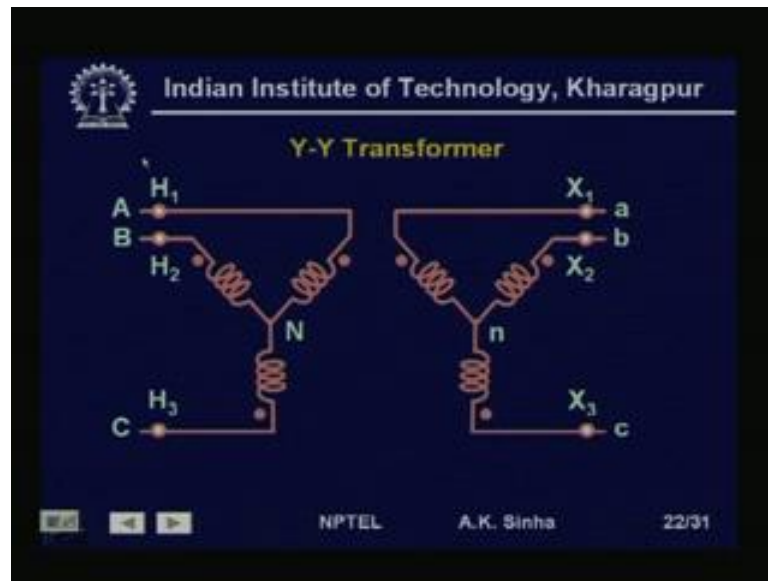 Indian Institute of Technology, Kharagpur
Y-Y Transformer
H1 X1
A a
B b
H2 X2
N n
H3 X3
C c
NPTEL A.K. Sinha 22/31